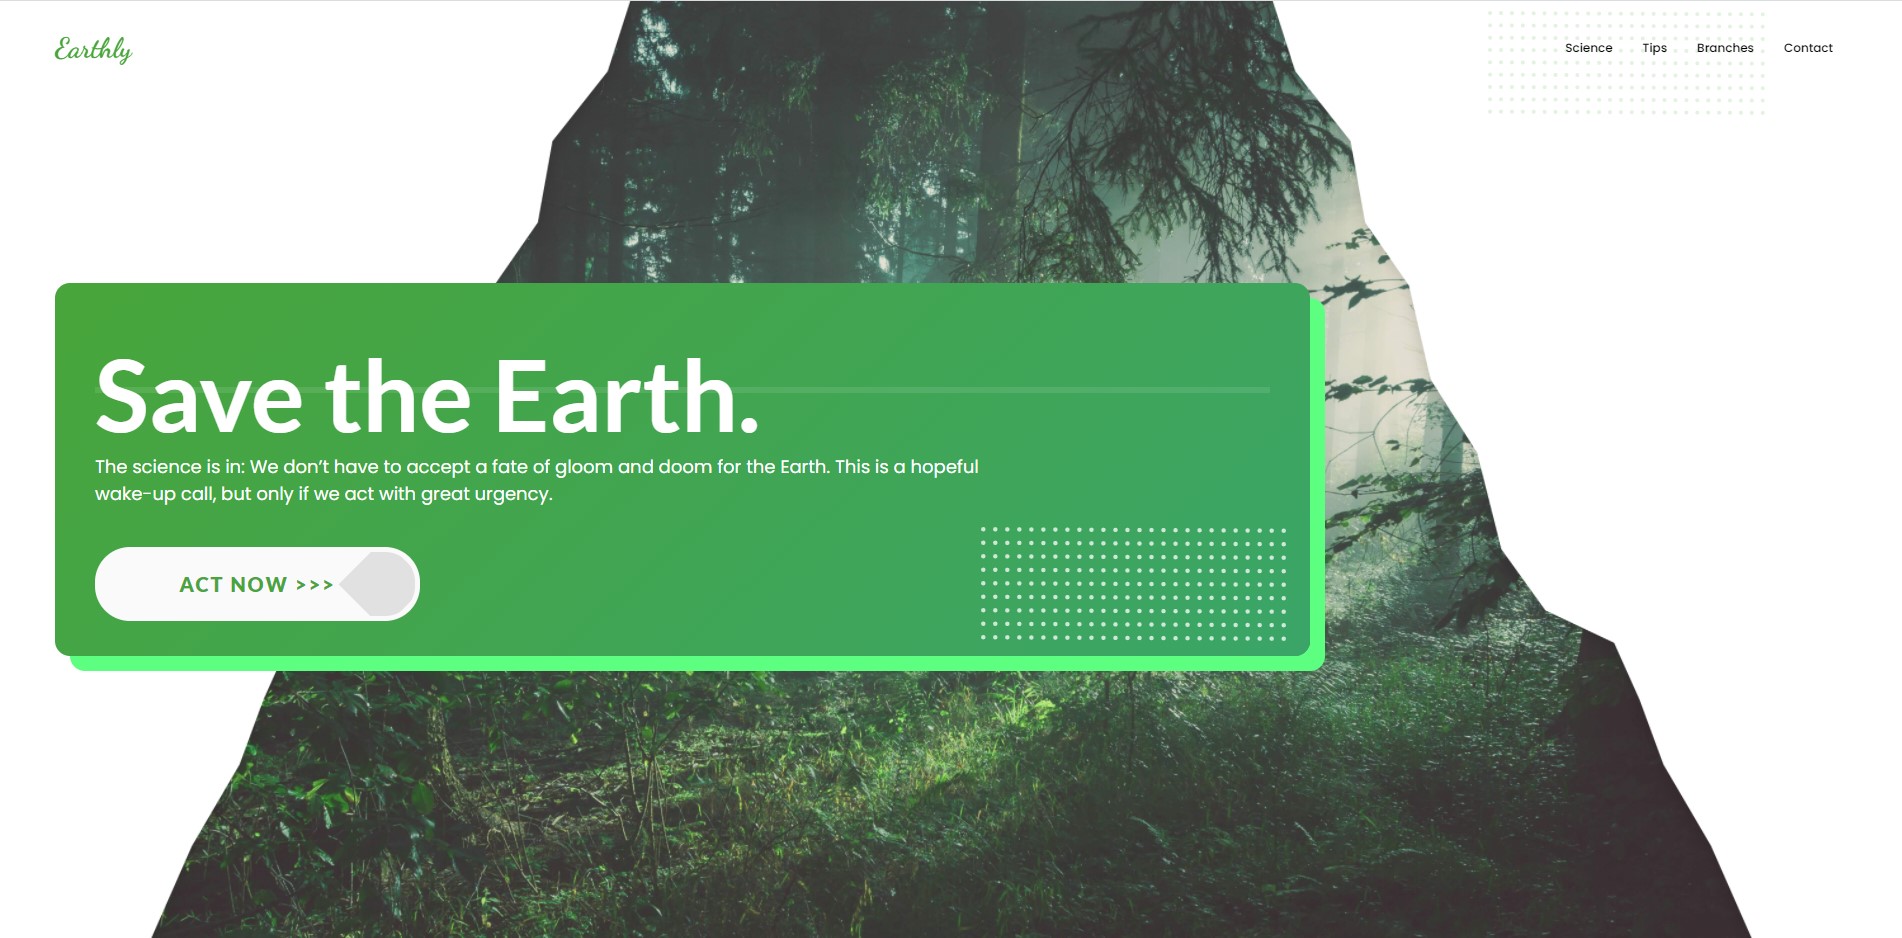 Earthly
Science Tips Branches Contact
Save the Earth.
The science is in: We don’t have to accept a fate of gloom and doom for the Earth. This is a hopeful
wake-up call, but only if we act with great urgency.
ACT NOW >>>